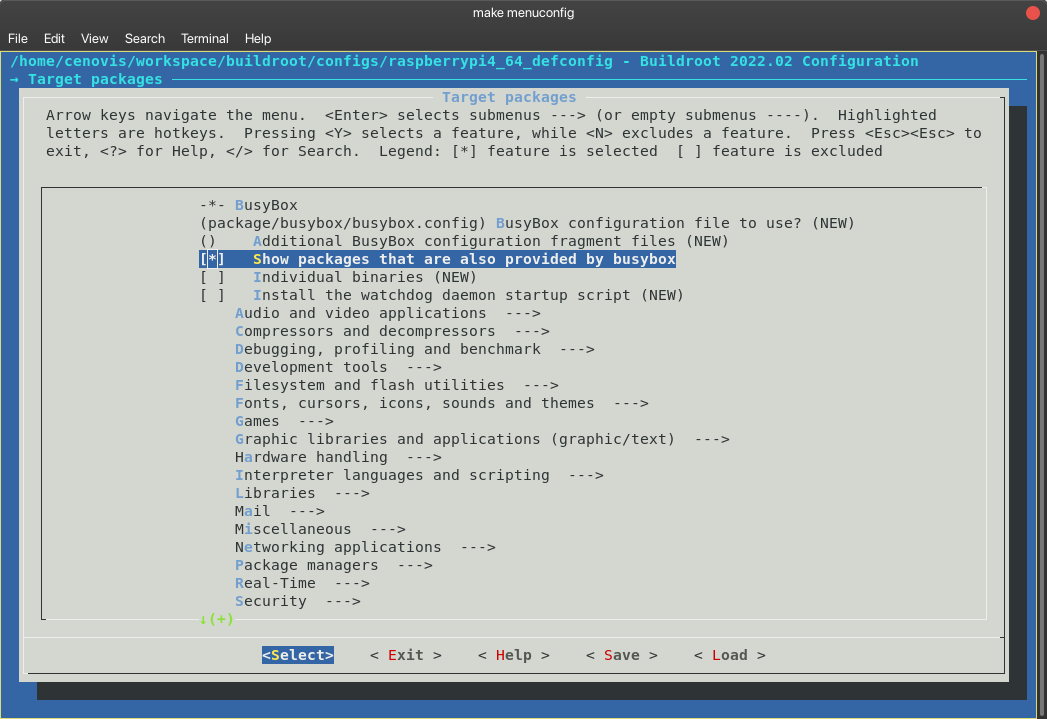 make menuconfig
File Edit View Search Terminal Help
/home/cenovis/workspace/buildroot/configs/raspberrypi4_64_defconfig - Buildroot 2022.02 Configuration
→ Target packages
Target packages
Arrow keys navigate the menu.  <Enter> selects submenus ---> (or empty submenus ----).  Highlighted
letters are hotkeys.  Pressing <Y> selects a feature, while <N> excludes a feature.  Press <Esc><Esc> to
exit, <?> for Help, </> for Search.  Legend: [*] feature is selected  [ ] feature is excluded
-*- BusyBox
(package/busybox/busybox.config) BusyBox configuration file to use? (NEW)
()    Additional BusyBox configuration fragment files (NEW)
[*]   Show packages that are also provided by busybox
[ ]   Individual binaries (NEW)
[ ]   Install the watchdog daemon startup script (NEW)
Audio and video applications  --->
Compressors and decompressors  --->
Debugging, profiling and benchmark  --->
Development tools  --->
Filesystem and flash utilities  --->
Fonts, cursors, icons, sounds and themes  --->
Games  --->
Graphic libraries and applications (graphic/text)  --->
Hardware handling  --->
Interpreter languages and scripting  --->
Libraries  --->
Mail  --->
Miscellaneous  --->
Networking applications  --->
Package managers  --->
Real-Time  --->
Security  --->
↓(+)
<Select>    < Exit >    < Help >    < Save >    < Load >